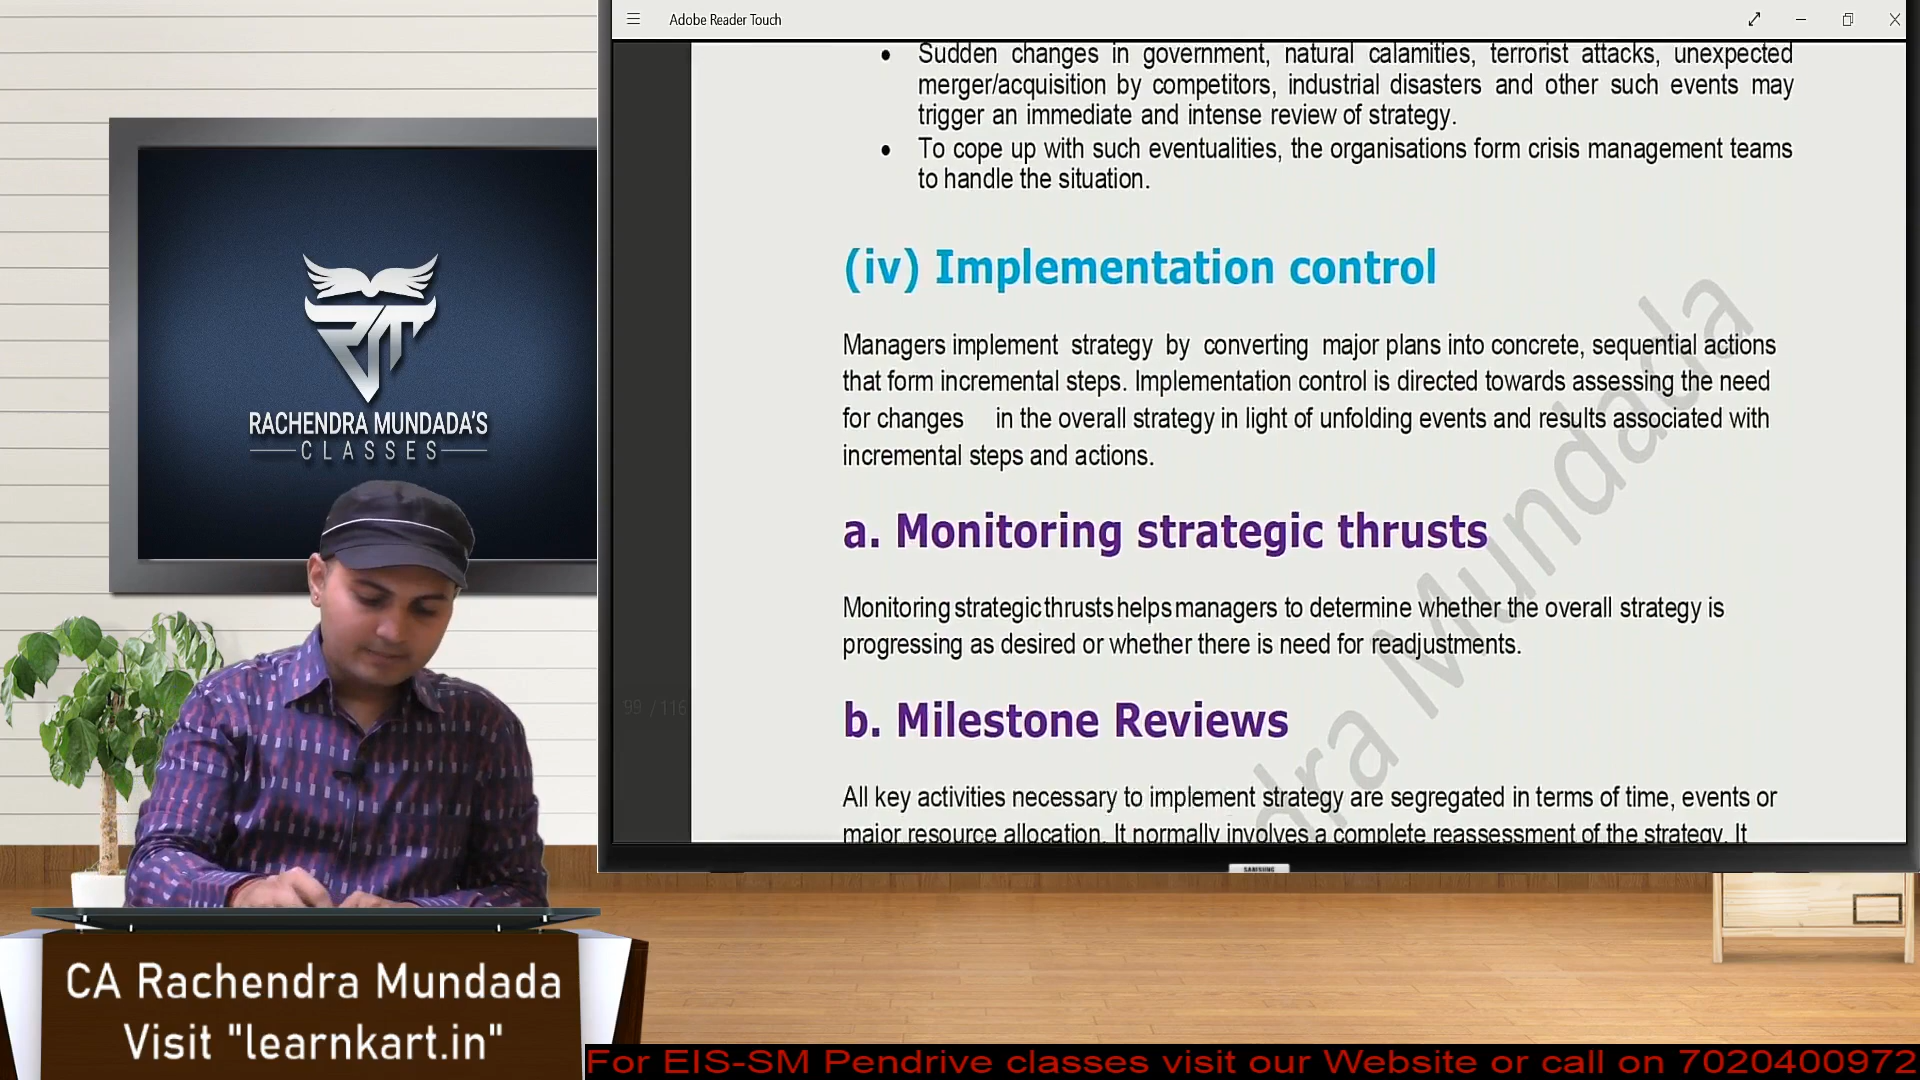 Adobe Reader Touch
• Sudden changes in government, natural calamities, terrorist attacks, unexpected
merger/acquisition by competitors, industrial disasters and other such events may
trigger an immediate and intense review of strategy.
• To cope up with such eventualities, the organisations form crisis management teams
to handle the situation.
(iv) Implementation control
Managers implement strategy by converting major plans into concrete, sequential actions
that form incremental steps. Implementation control is directed towards assessing the need
for changes in the overall strategy in light of unfolding events and results associated with
incremental steps and actions.
a. Monitoring strategic thrusts
Monitoring strategic thrusts helps managers to determine whether the overall strategy is
progressing as desired or whether there is need for readjustments.
b. Milestone Reviews
All key activities necessary to implement strategy are segregated in terms of time, events or
major resource allocation. It normally involves a complete reassessment of the strategy. It
99 / 116
dra Mundada
SAMSUNG
RACHENDRA MUNDADA'S
CLASSES
CA Rachendra Mundada
Visit "learnkart.in"
For EIS-SM Pendrive classes visit our Website or call on 7020400972